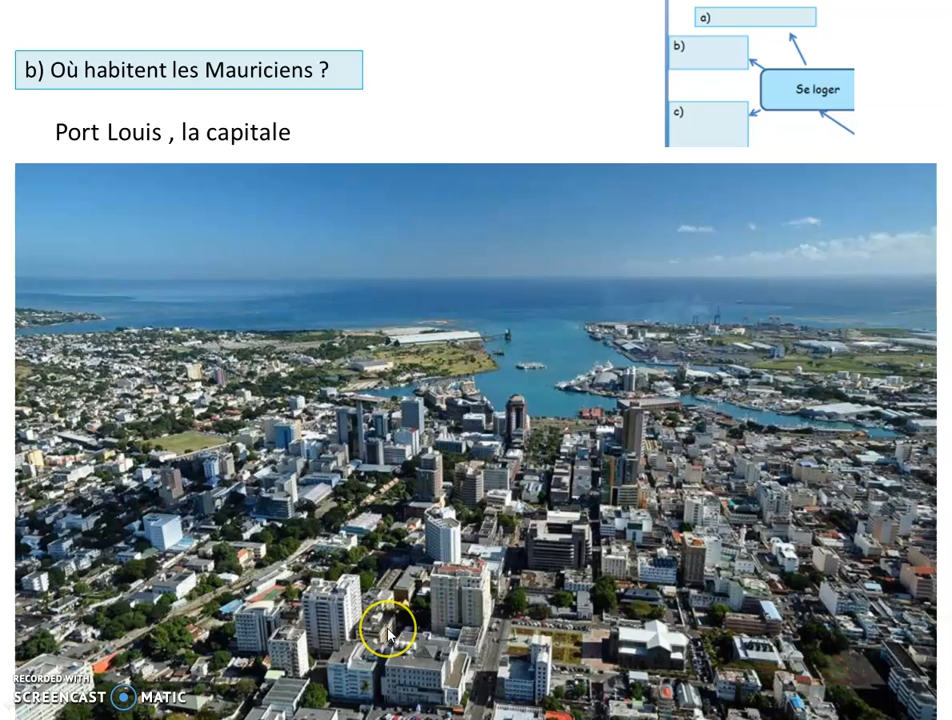 a)
b) Où habitent les Mauriciens ?
b)
Se loger
c)
Port Louis , la capitale
RECORDED WITH
SCREENCAST MATIC